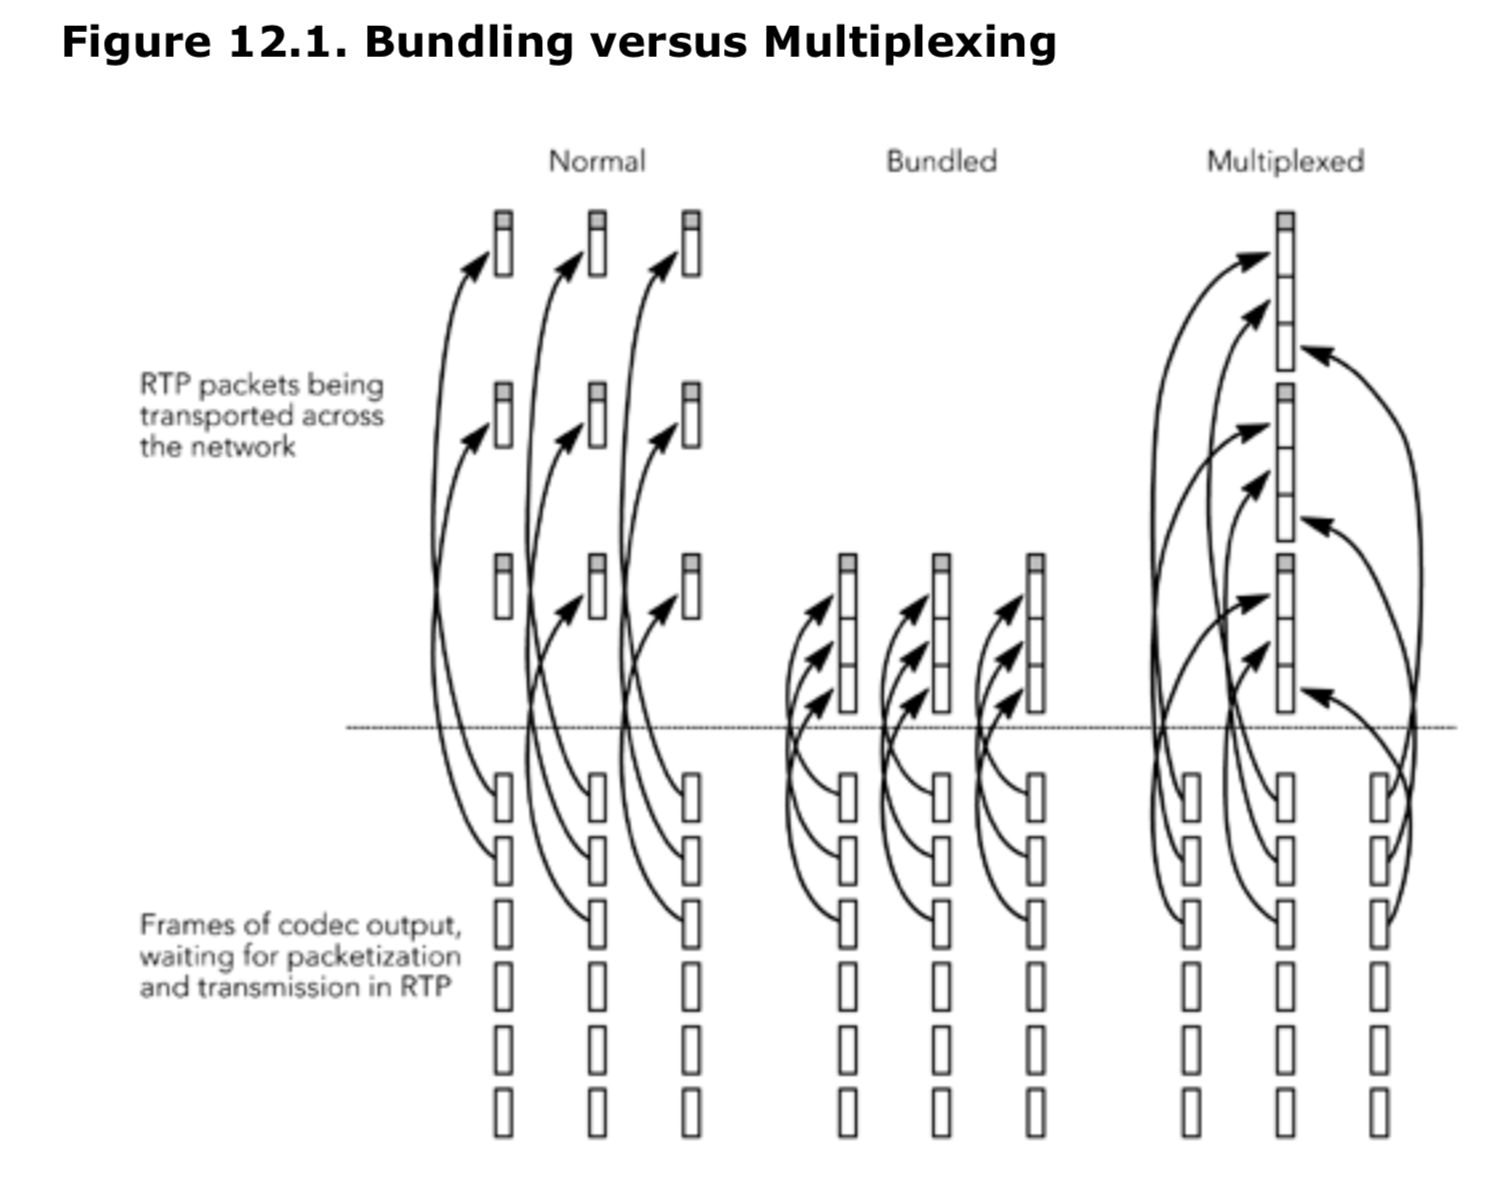 Figure 12.1. Bundling versus Multiplexing
Normal
Bundled
Multiplexed
RTP packets being
transported across
the network
Frames of codec output,
waiting for packetization
and transmission in RTP